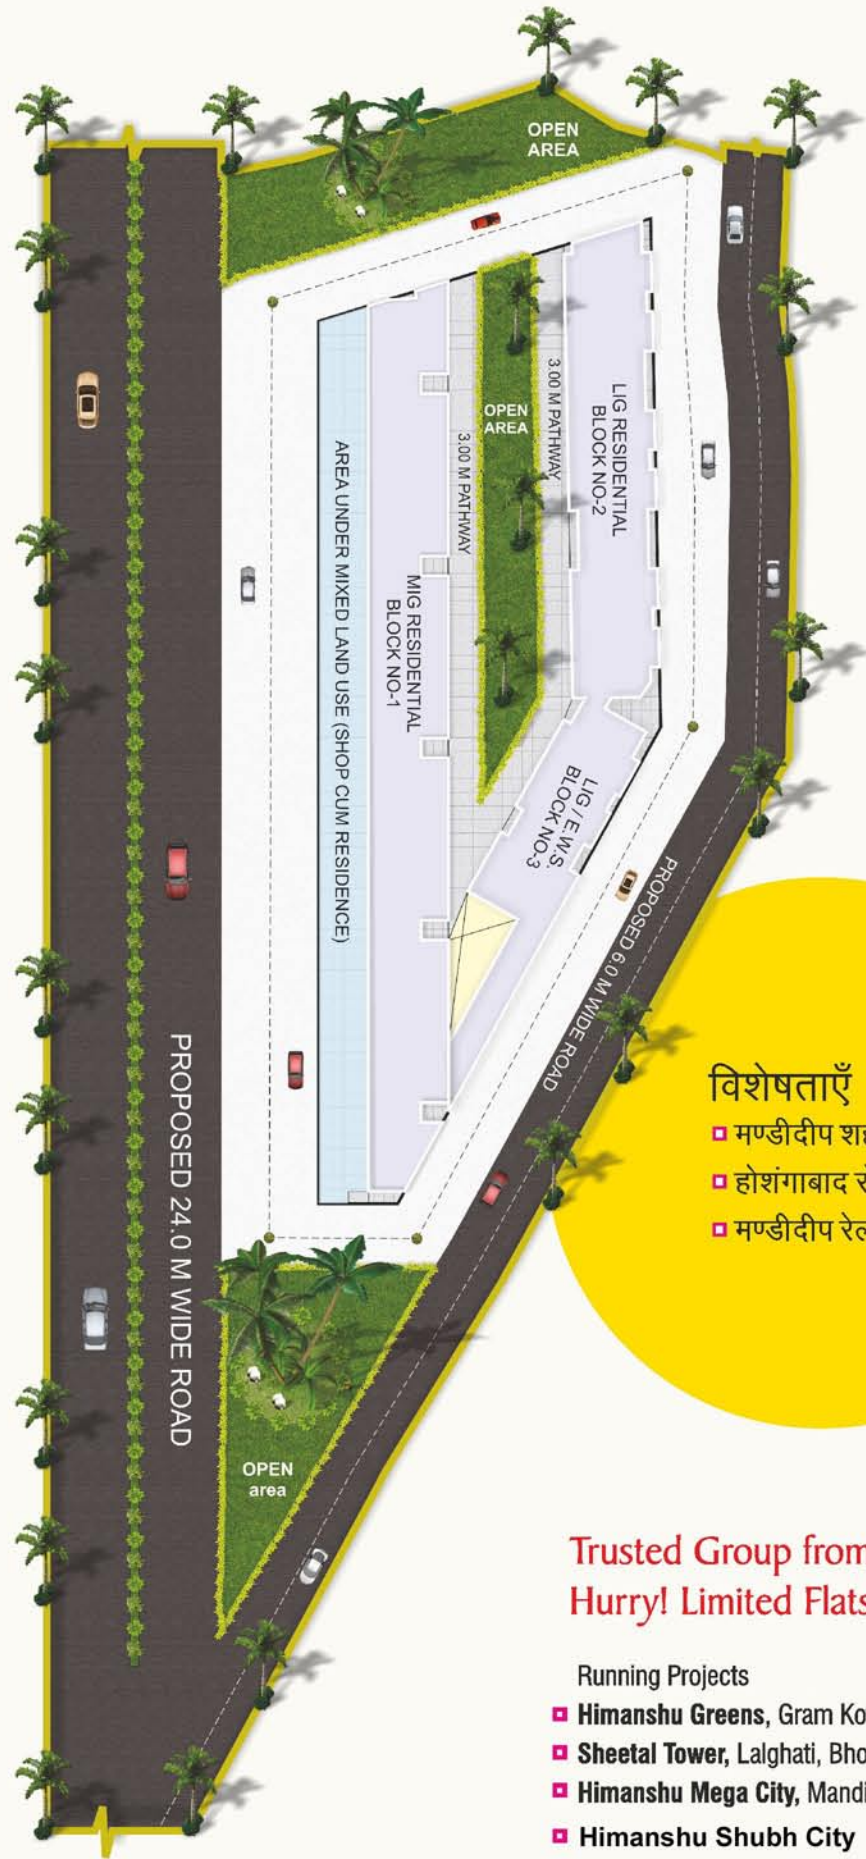 OPEN
AREA
OPEN
AREA
3.00 M PATHWAY
3.00 M PATHWAY
LIG RESIDENTIAL
BLOCK NO-2
AREA UNDER MIXED LAND USE (SHOP CUM RESIDENCE)
MIG RESIDENTIAL
BLOCK NO-1
LIG / E.W.S.
BLOCK NO-3
PROPOSED 6.0 M WIDE ROAD
PROPOSED 24.0 M WIDE ROAD
OPEN
area
विशेषताएँ
मण्डीदीप
होशंगाबाद
मण्डीदीप
Trusted Group from
Hurry! Limited Flats
Running Projects
Himanshu Greens, Gram
Sheetal Tower, Lalghati,
Himanshu Mega City,
Himanshu Shubh City